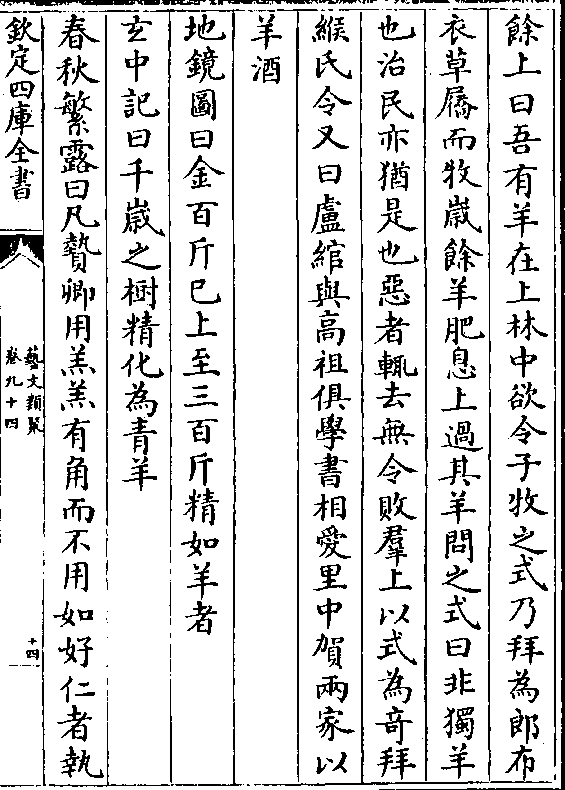 餘上曰吾有羊在上林中欲令子牧之式乃拜為郎布
衣草屩而牧嵗餘羊肥息上過其羊問之式曰非獨羊
也治民亦猶是也惡者輒去無令敗羣上以式為竒拜
緱氏令又曰盧綰與高祖俱學書相愛里中賀兩家以
羊酒
地鏡圖曰金百斤已上至三百斤精如羊者
𤣥中記曰千嵗之樹精化為青羊
春秋繁露曰凡贄卿用羔羔有角而不用如好仁者執
欽定四庫全書
藝文類聚
卷九十四
十四